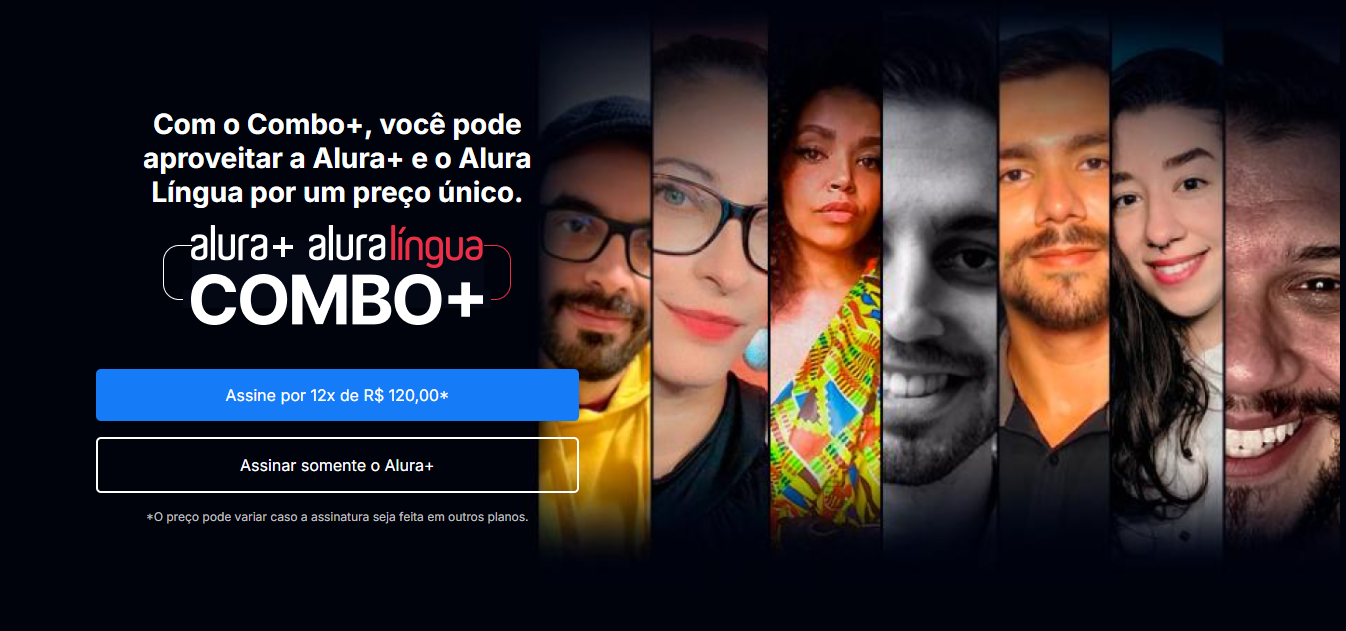 Com o Combo+, você pode
aproveitar a Alura+ e o Alura
Língua por um preço único.
alura+ aluralíngua
COMBO+
Assine por 12x de R$ 120,00*
Assinar somente o Alura+
*O preço pode variar caso a assinatura seja feita em outros planos.